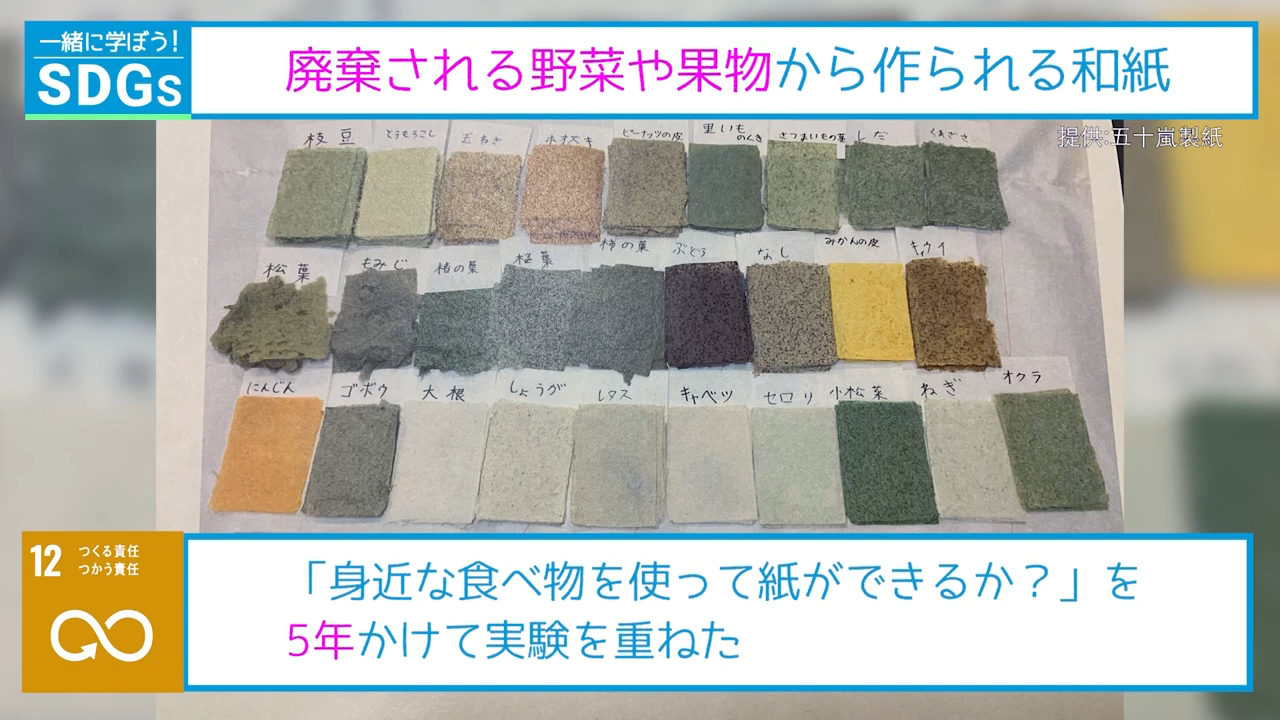 一緒に学ぼう!
SDGs
廃棄される野菜や果物から作られる和紙
提供:五十嵐製紙
枝豆 とうもろこし 玉ねぎ ホオズキ ピーナッツの皮 里いものくき さつまいもの葉 しだ くまざさ
松葉 もみじ 椿の葉 桜葉 柿の葉 ぶどう なし みかんの皮 キウイ
にんじん ゴボウ 大根 しょうが レタス キャベツ セロリ 小松菜 ねぎ オクラ
12 つくる責任
つかう責任
「身近な食べ物を使って紙ができるか?」を
5年かけて実験を重ねた